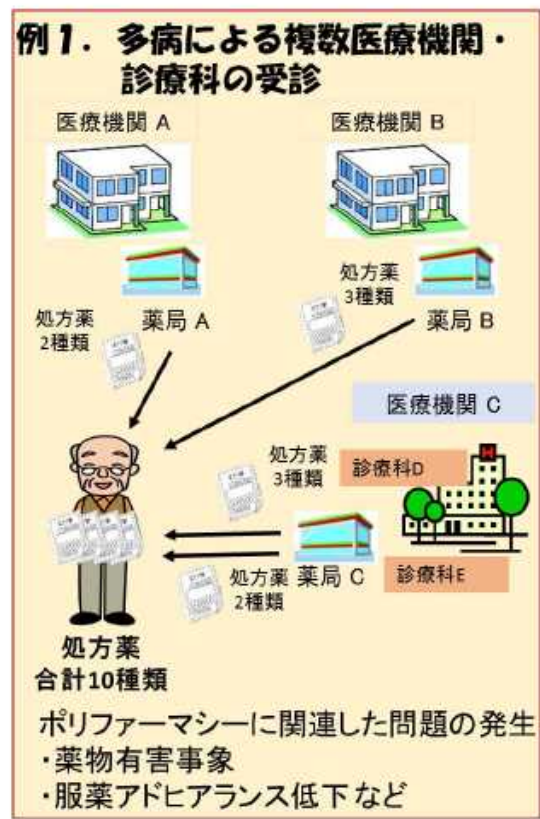 例１．多病による複数医療機関・
診療科の受診
医療機関 A
医療機関 B
処方薬
3種類
処方薬
2種類
薬局 A
薬局 B
医療機関 C
処方薬
3種類
診療科D
H
処方薬
2種類
薬局 C
診療科E
処方薬
合計10種類
ポリファーマシーに関連した問題の発生
・薬物有害事象
・服薬アドヒアランス低下など